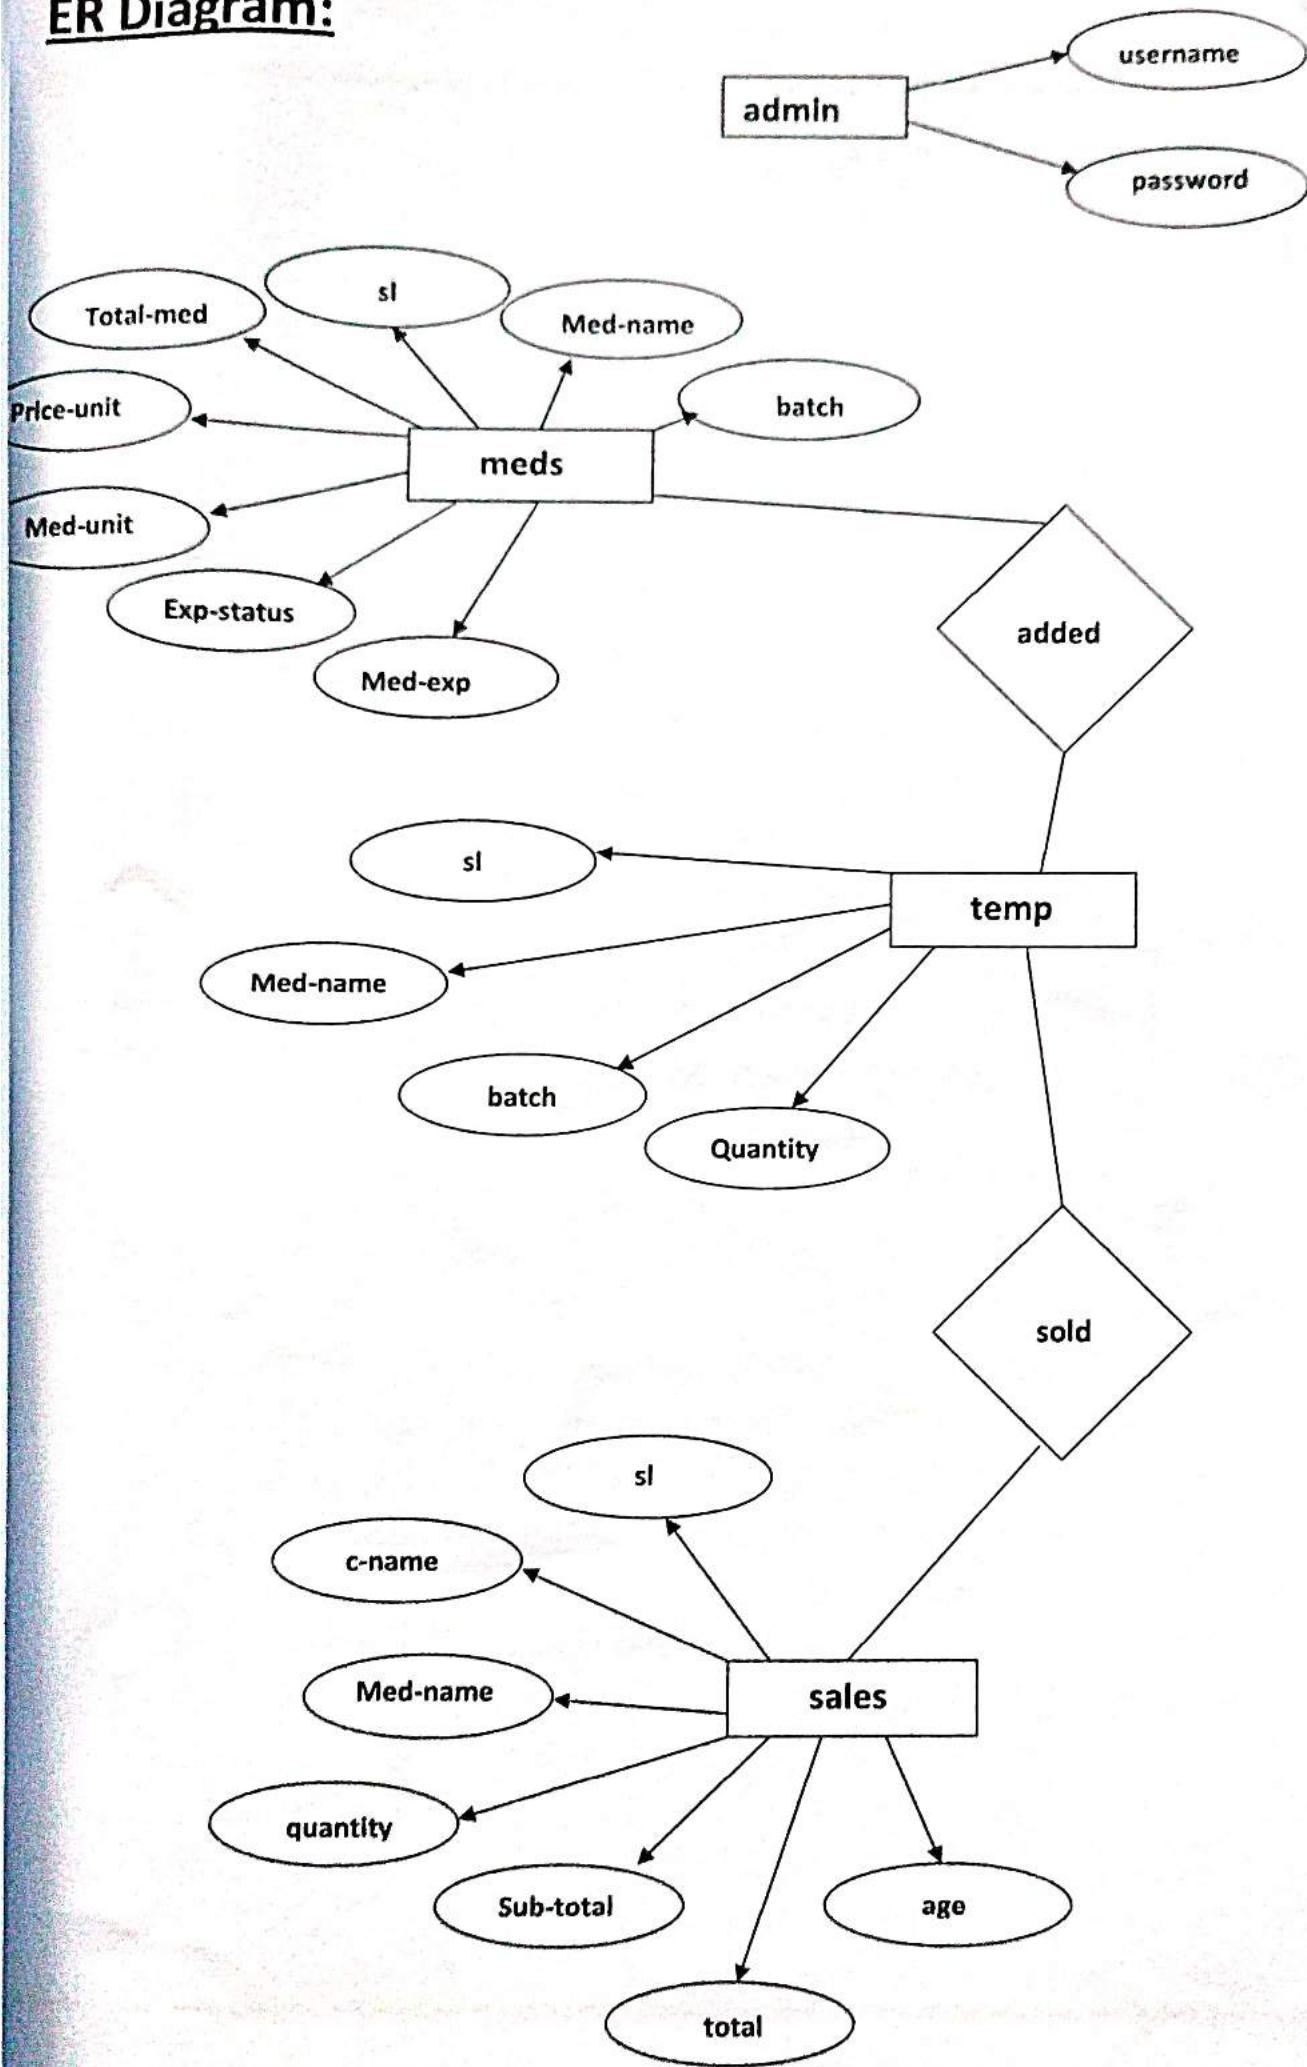 ER Diagram:
username
admin
password
sl
Total-med
Med-name
Price-unit
batch
meds
Med-unit
Exp-status
added
Med-exp
sl
temp
Med-name
batch
Quantity
sold
sl
c-name
Med-name
sales
quantity
Sub-total
age
total